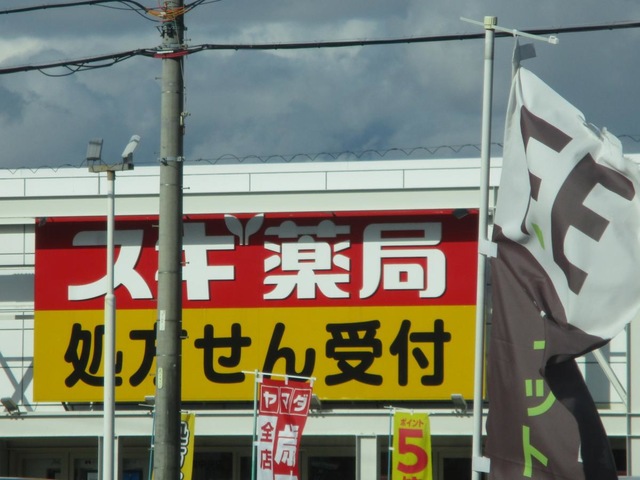 スギ薬局
処方せん受付
ヤマダ
全店
ポイント
5